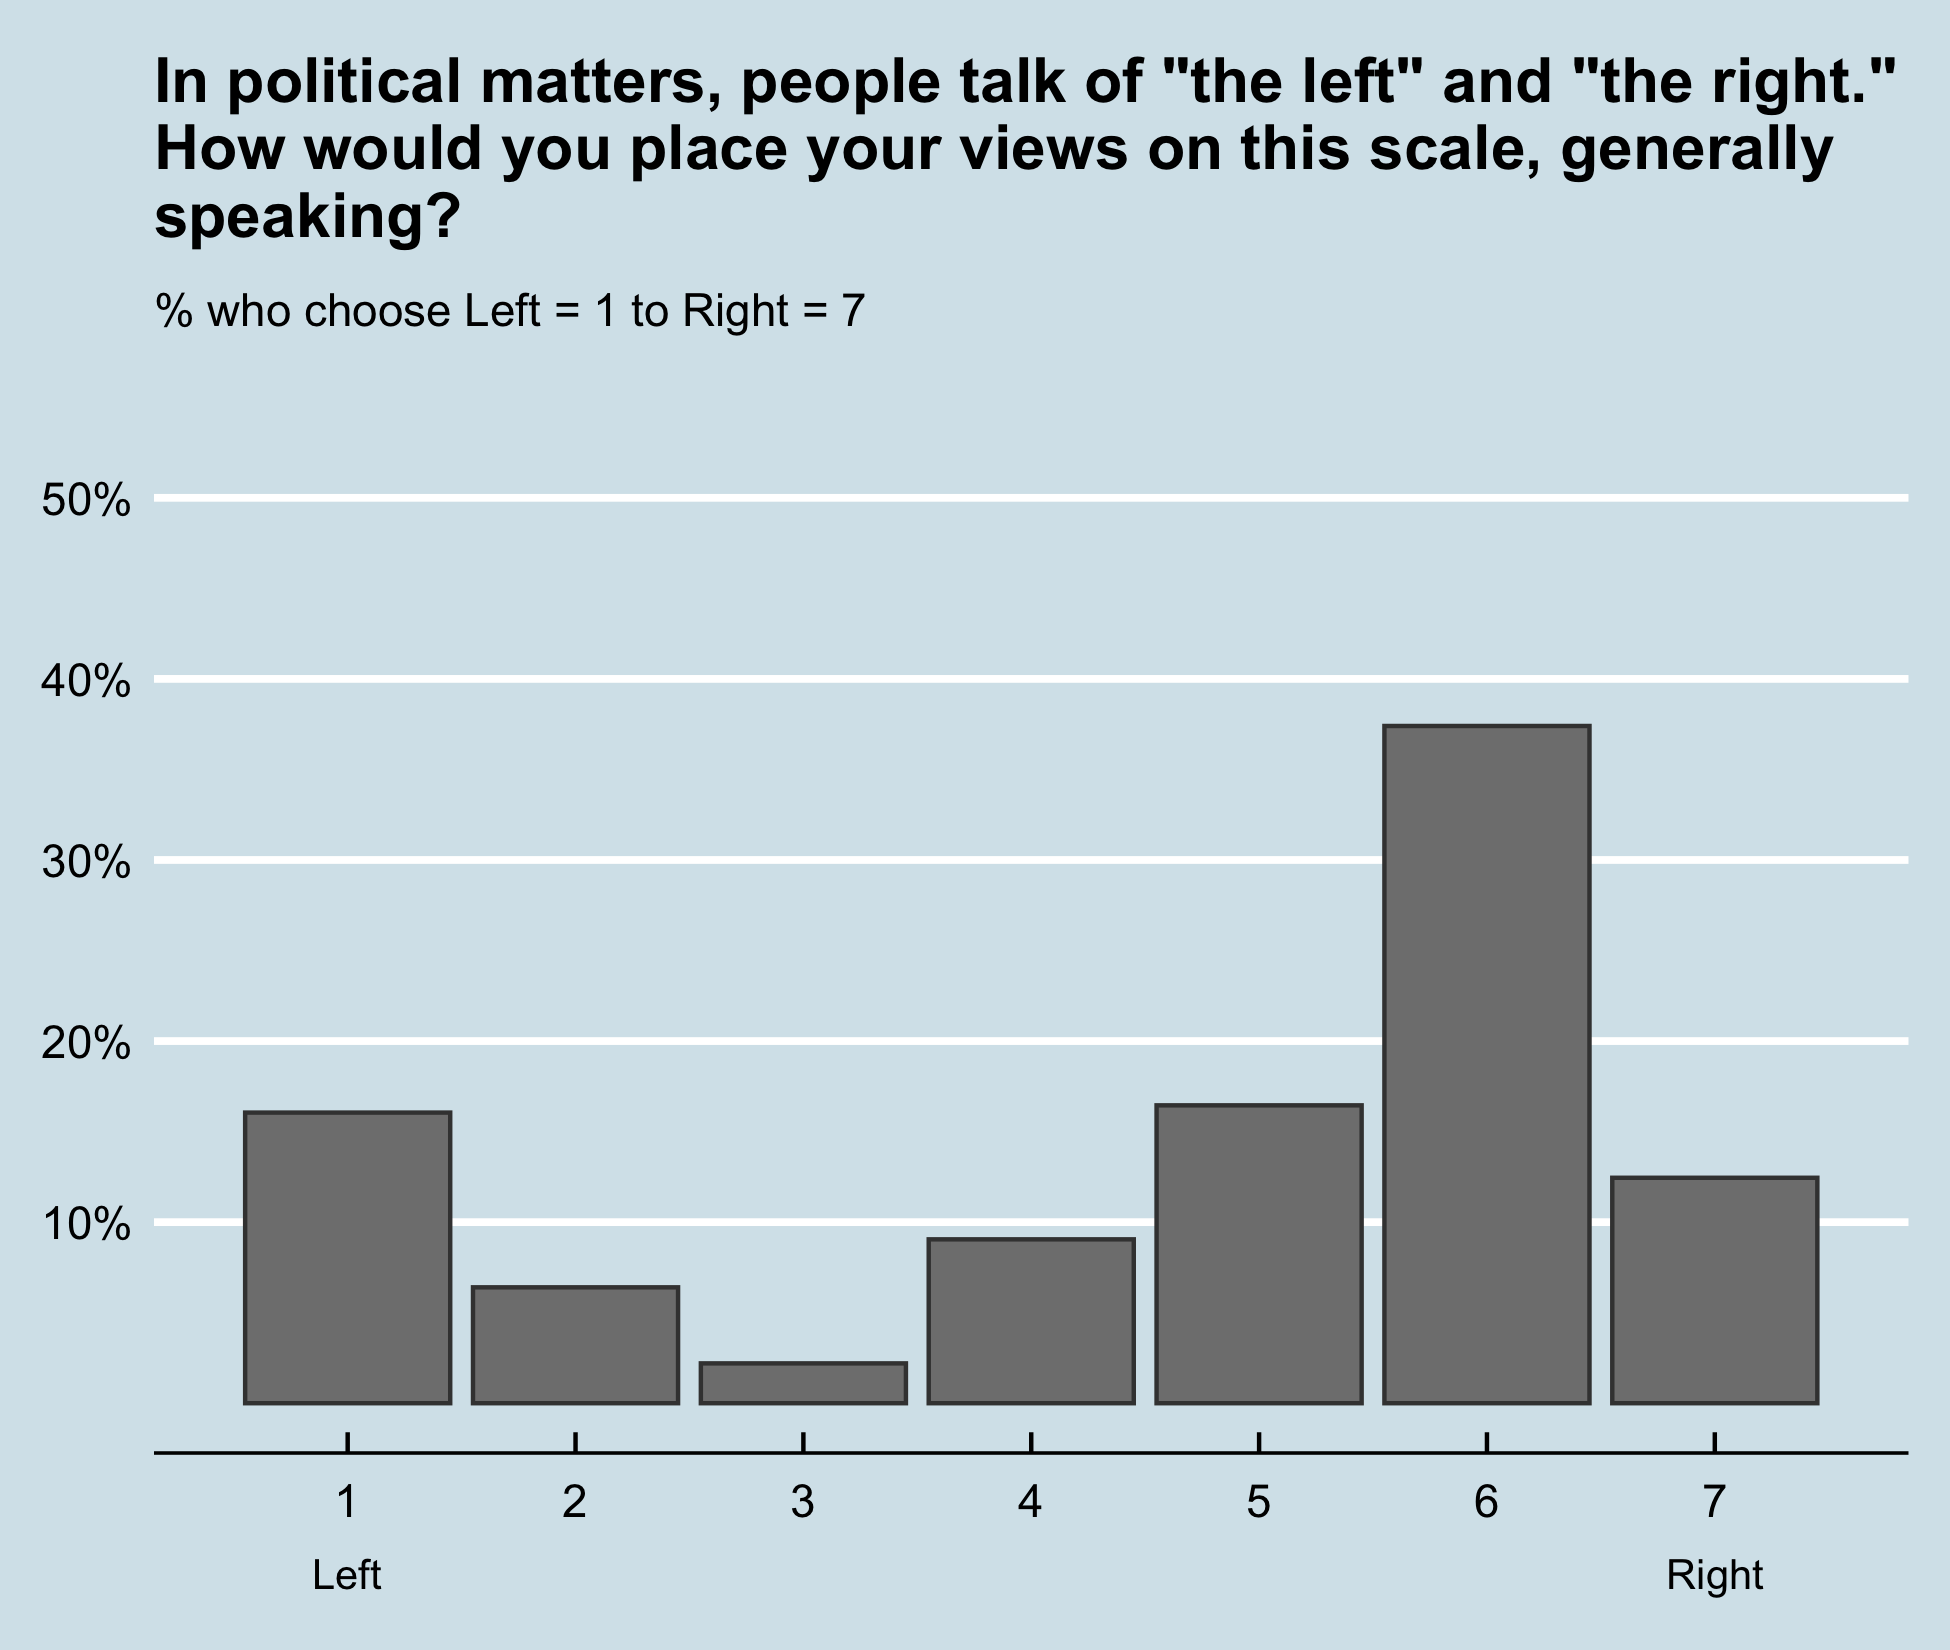 In political matters, people talk of "the left" and "the right."
How would you place your views on this scale, generally
speaking?
% who choose Left = 1 to Right = 7
50%
40%
30%
20%
10%
1 2 3 4 5 6 7
Left Right